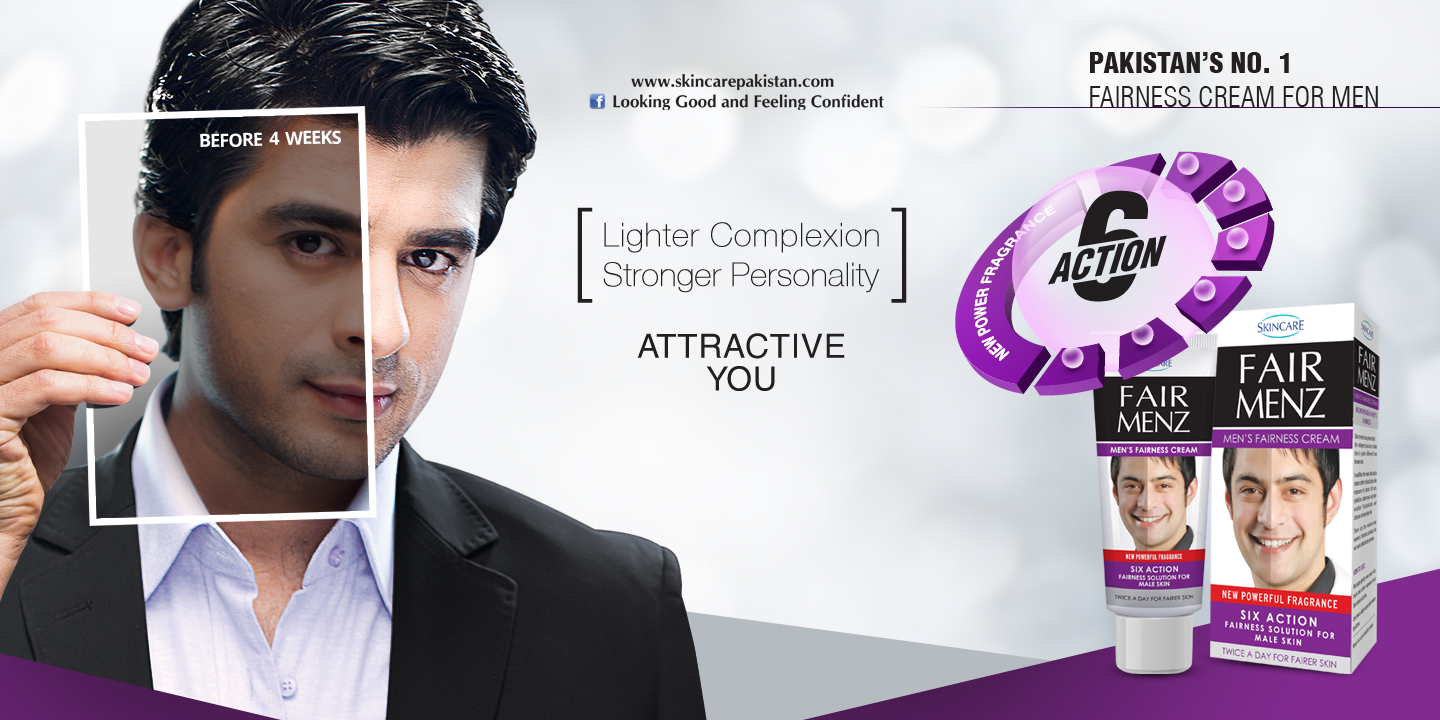 BEFORE 4 WEEKS
www.skincarepakistan.com
Looking Good and Feeling Confident
PAKISTAN'S NO. 1
FAIRNESS CREAM FOR MEN
Lighter Complexion
Stronger Personality
ATTRACTIVE
YOU
NEW POWER FRAGRANCE
6
ACTION
FAIR
MENZ
MEN'S FAIRNESS CREAM
NEW POWERFUL FRAGRANCE
SIX ACTION
FAIRNESS SOLUTION FOR
MALE SKIN
TWICE A DAY FOR FAIRER SKIN
SKINCARE
FAIR
MENZ
MEN'S FAIRNESS CREAM
NEW POWERFUL FRAGRANCE
SIX ACTION
FAIRNESS SOLUTION FOR
MALE SKIN
TWICE A DAY FOR FAIRER SKIN
FAIR
MENZ